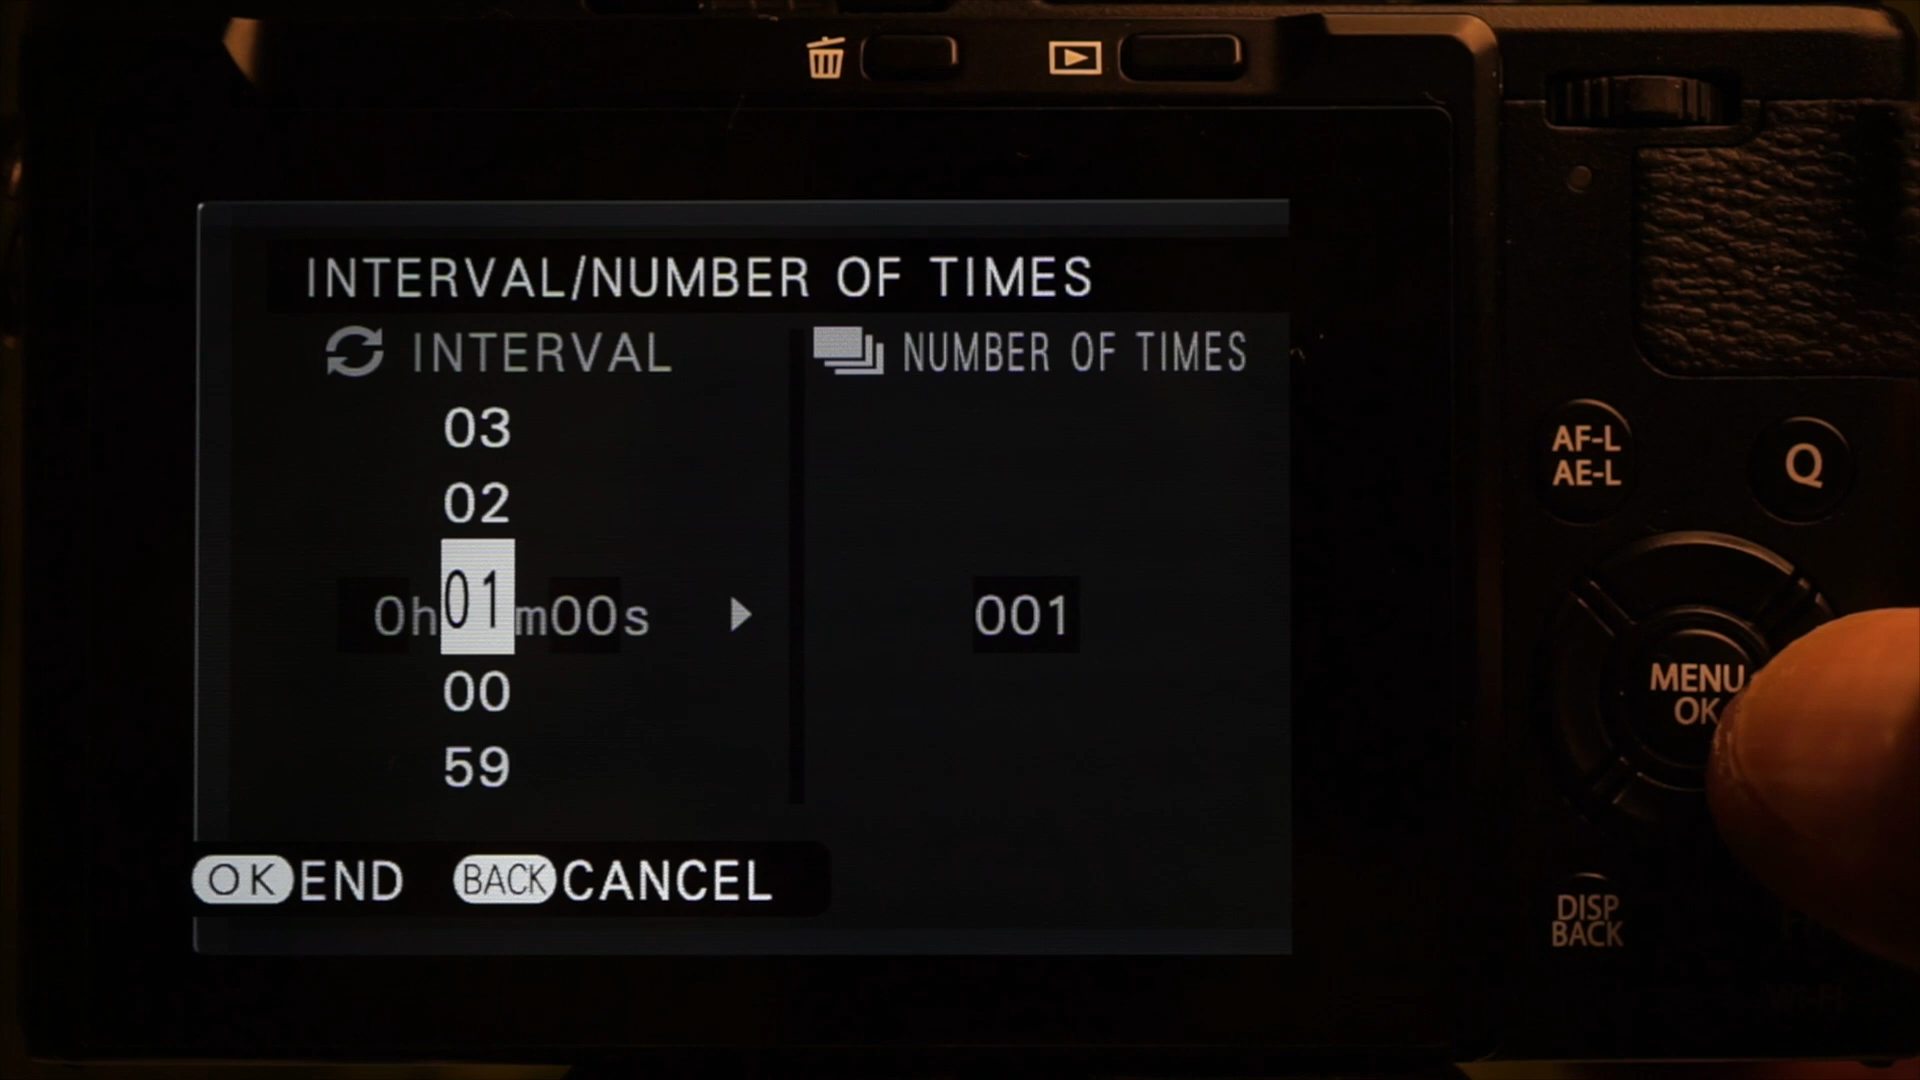 INTERVAL/NUMBER OF TIMES
INTERVAL
NUMBER OF TIMES
03
02
0h01m00s
001
00
59
OK END BACK CANCEL
AF-L
AE-L
Q
MENU
OK
DISP
BACK